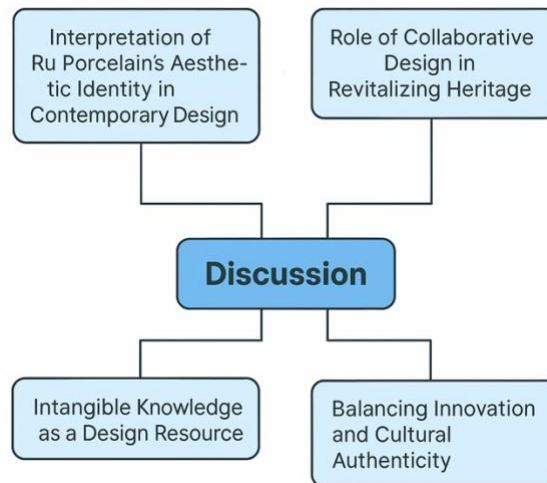 Interpretation of
Ru Porcelain's Aesthe-
tic Identity in
Contemporary Design
Role of Collaborative
Design in
Revitalizing Heritage
Discussion
Intangible Knowledge
as a Design Resource
Balancing Innovation
and Cultural
Authenticity